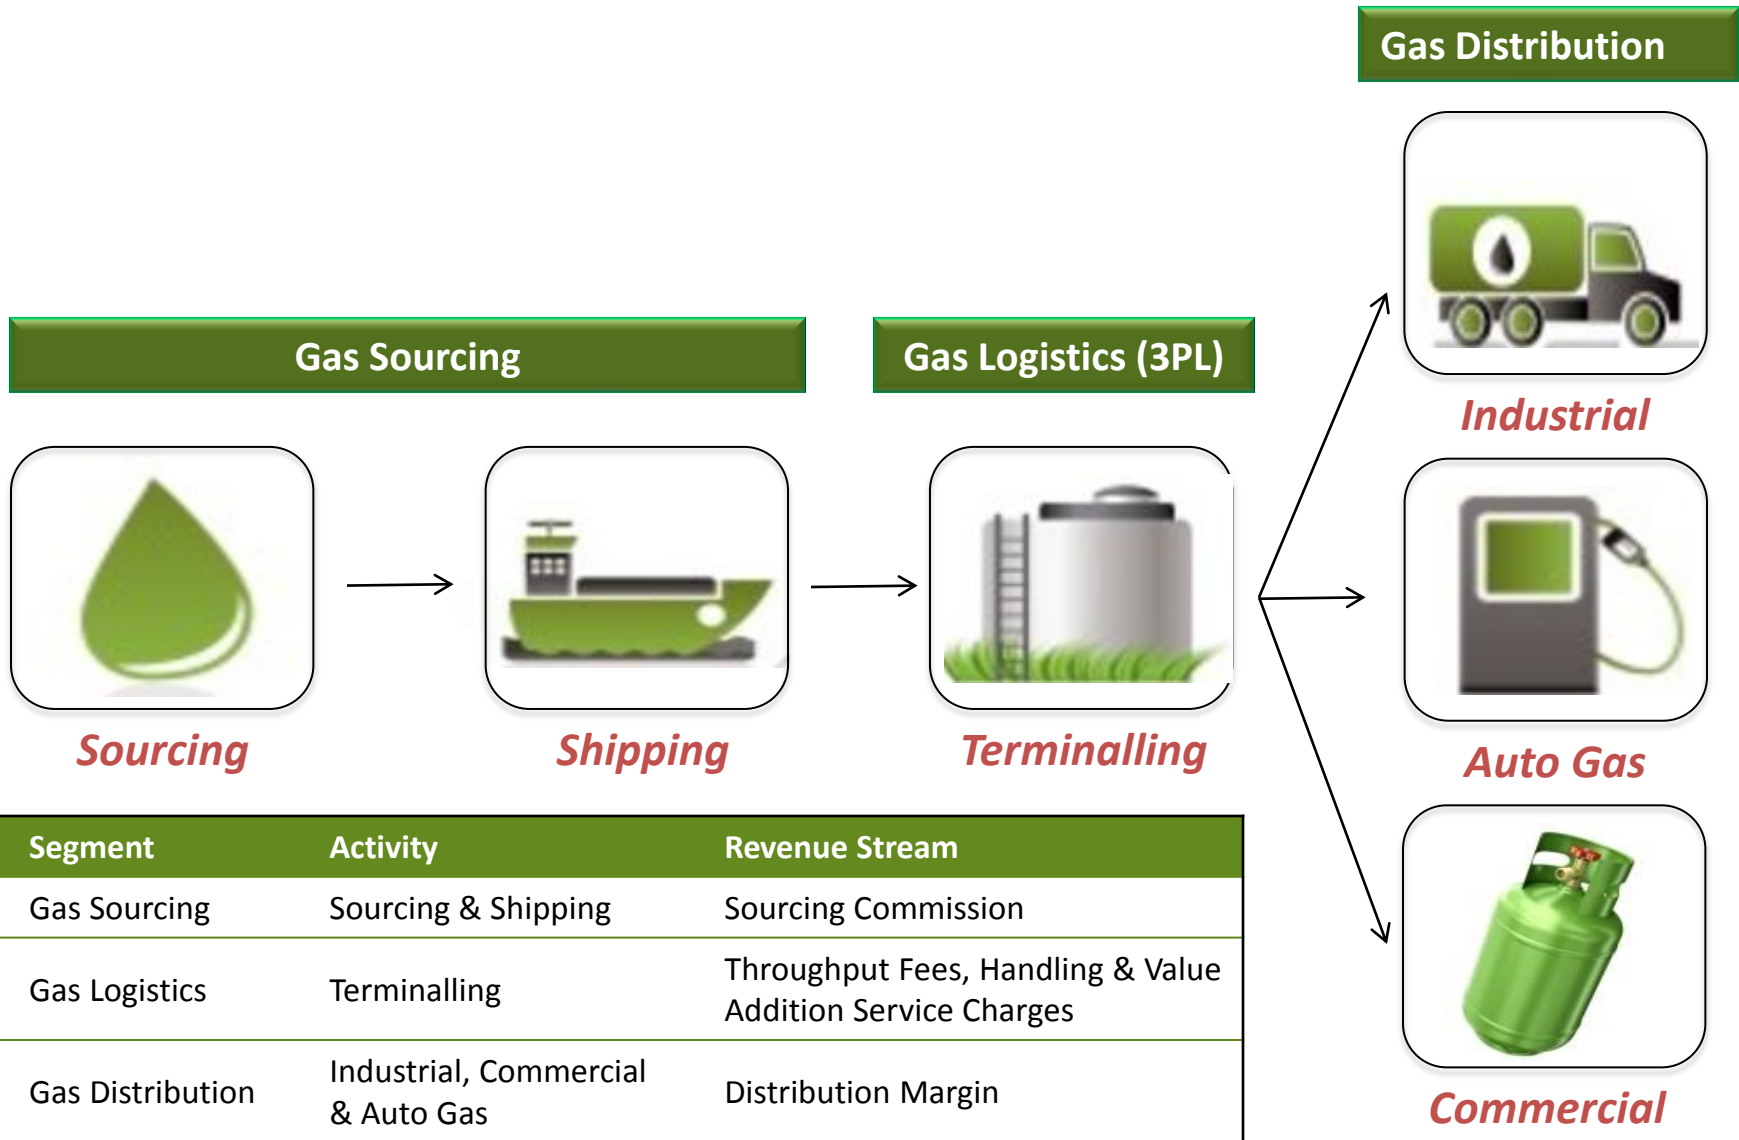 Gas Distribution
Industrial
Gas Sourcing
Gas Logistics (3PL)
Sourcing
Shipping
Terminalling
Auto Gas
Commercial
Segment Activity Revenue Stream
Gas Sourcing Sourcing & Shipping Sourcing Commission
Gas Logistics Terminalling Throughput Fees, Handling & Value
Addition Service Charges
Gas Distribution Industrial, Commercial
& Auto Gas Distribution Margin